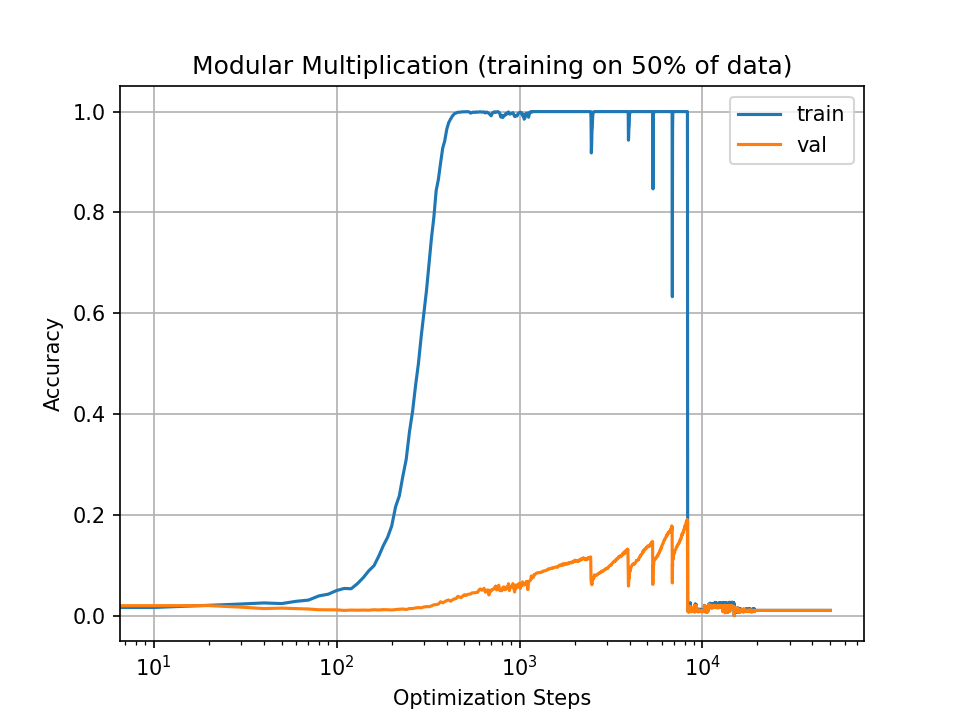 Modular Multiplication (training on 50% of data)
train
val
1.0
0.8
0.6
0.4
0.2
0.0
Accuracy
10¹
10²
10³
10⁴
Optimization Steps